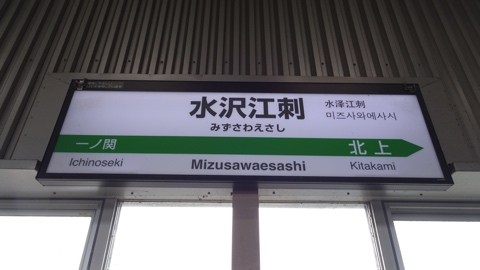 水沢江刺
みずさわえさし
水泽江刺
미즈사와에사시
一ノ関
北上
Ichinoseki
Mizusawaesashi
Kitakami